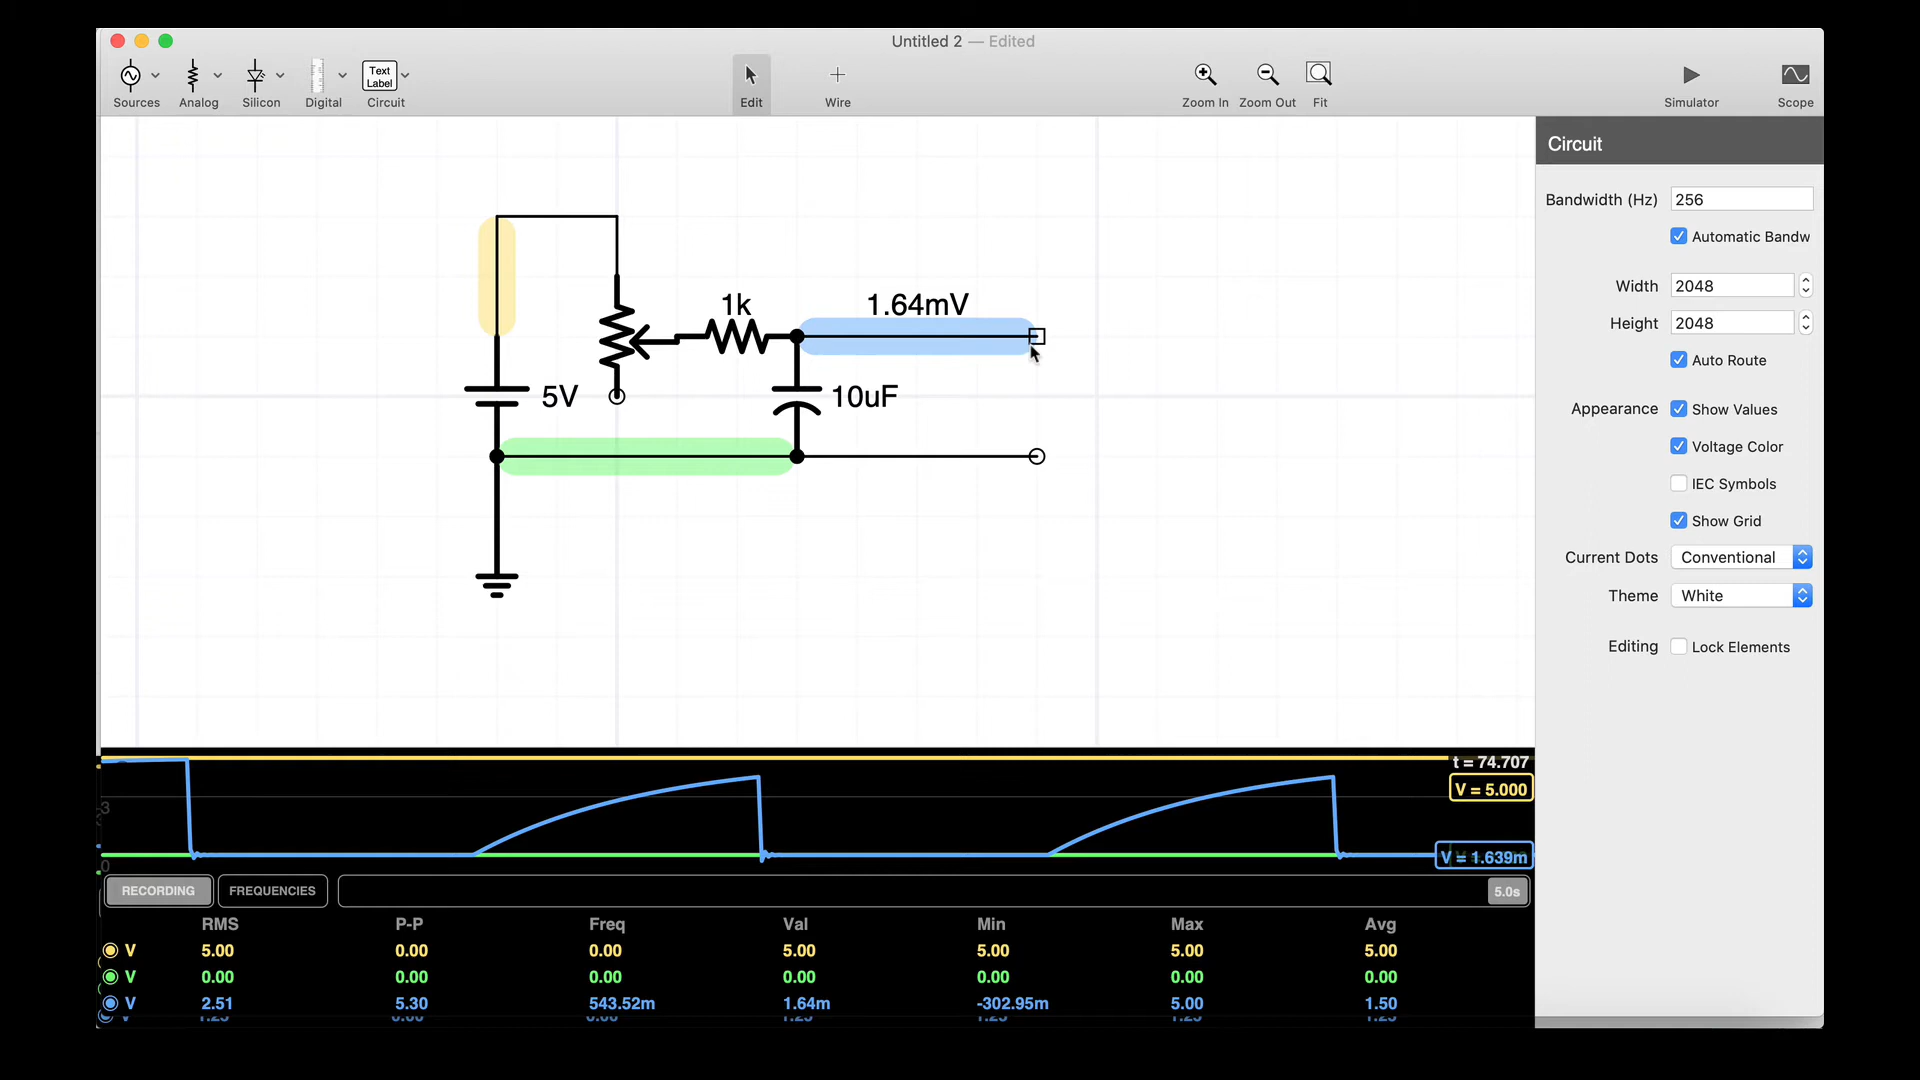 Untitled 2 — Edited
Sources
Analog
Silicon
Digital
Text Label
Circuit
Edit
Wire
Zoom In
Zoom Out
Fit
Simulator
Scope
Circuit
Bandwidth (Hz) 256
Automatic Bandw
Width 2048
Height 2048
Auto Route
Appearance Show Values
Voltage Color
IEC Symbols
Show Grid
Current Dots Conventional
Theme White
Editing Lock Elements
1k
1.64mV
5V
10uF
t = 74.707
V = 5.000
3
0
V = 1.639m
RECORDING FREQUENCIES 5.0s
RMS P-P Freq Val Min Max Avg
V 5.00 0.00 0.00 5.00 5.00 5.00 5.00
V 0.00 0.00 0.00 0.00 0.00 0.00 0.00
V 2.51 5.30 543.52m 1.64m -302.95m 5.00 1.50